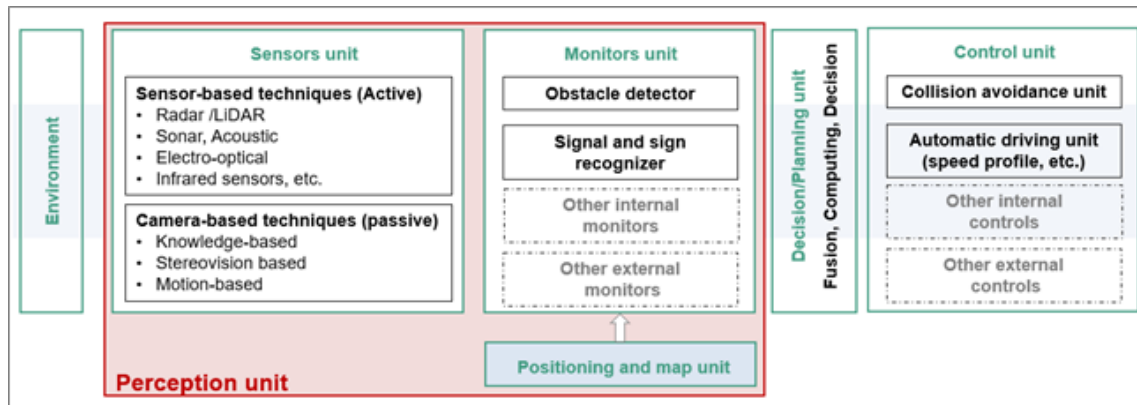 Environment
Sensors unit
Sensor-based techniques (Active)
• Radar /LiDAR
• Sonar, Acoustic
• Electro-optical
• Infrared sensors, etc.
Camera-based techniques (passive)
• Knowledge-based
• Stereovision based
• Motion-based
Monitors unit
Obstacle detector
Signal and sign
recognizer
Other internal
monitors
Other external
monitors
Positioning and map unit
Perception unit
Decision/Planning unit
Fusion, Computing, Decision
Control unit
Collision avoidance unit
Automatic driving unit
(speed profile, etc.)
Other internal
controls
Other external
controls